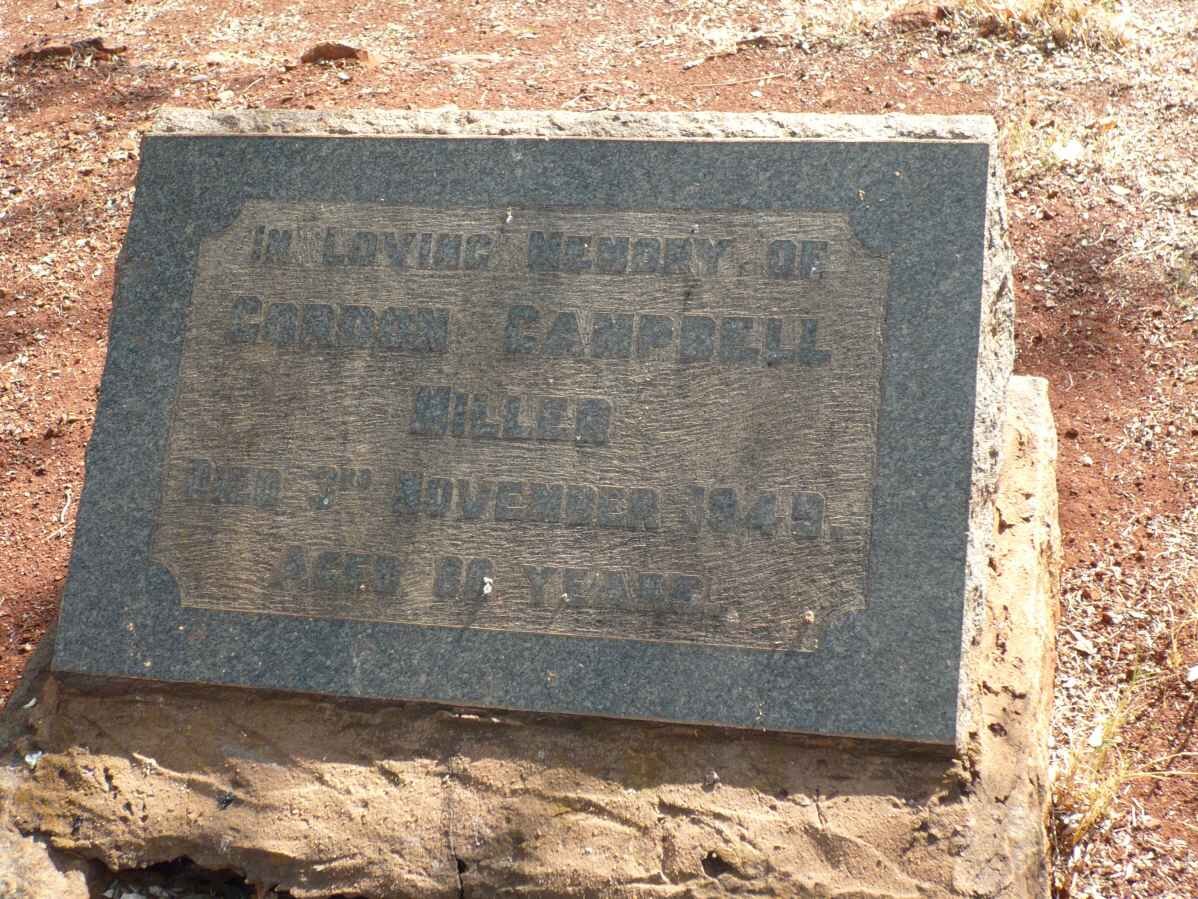 IN LOVING MEMORY OF
GORDON CAMPBELL
MILLER
DIED 3RD NOVEMBER 1949.
AGED YEARS.